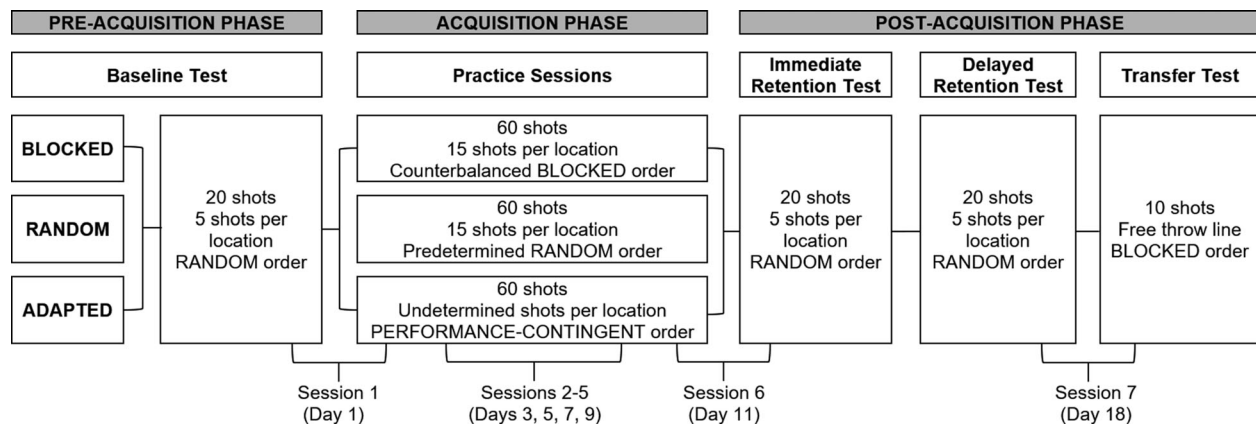 PRE-ACQUISITION PHASE
ACQUISITION PHASE
POST-ACQUISITION PHASE
Baseline Test
Practice Sessions
Immediate
Retention Test
Delayed
Retention Test
Transfer Test
BLOCKED
RANDOM
ADAPTED
20 shots
5 shots per
location
RANDOM order
60 shots
15 shots per location
Counterbalanced BLOCKED order
60 shots
15 shots per location
Predetermined RANDOM order
60 shots
Undetermined shots per location
PERFORMANCE-CONTINGENT order
20 shots
5 shots per
location
RANDOM order
20 shots
5 shots per
location
RANDOM order
10 shots
Free throw line
BLOCKED order
Session 1
(Day 1)
Sessions 2-5
(Days 3, 5, 7, 9)
Session 6
(Day 11)
Session 7
(Day 18)